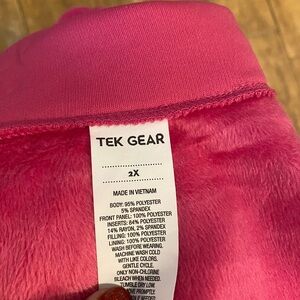 TEK GEAR
2X
MADE IN VIETNAM
BODY: 95% POLYESTER
5% SPANDEX
FRONT PANEL: 100% POLYESTER
INSERTS: 84% POLYESTER
14% RAYON, 2% SPANDEX
FILLING: 100% POLYESTER
LINING: 100% POLYESTER
WASH BEFORE WEARING.
MACHINE WASH COLD
WITH LIKE COLORS.
GENTLE CYCLE.
ONLY NON-CHLORINE
BLEACH WHEN NEEDED.
TUMBLE DRY LOW.
PROMPTLY.
NEEDED.